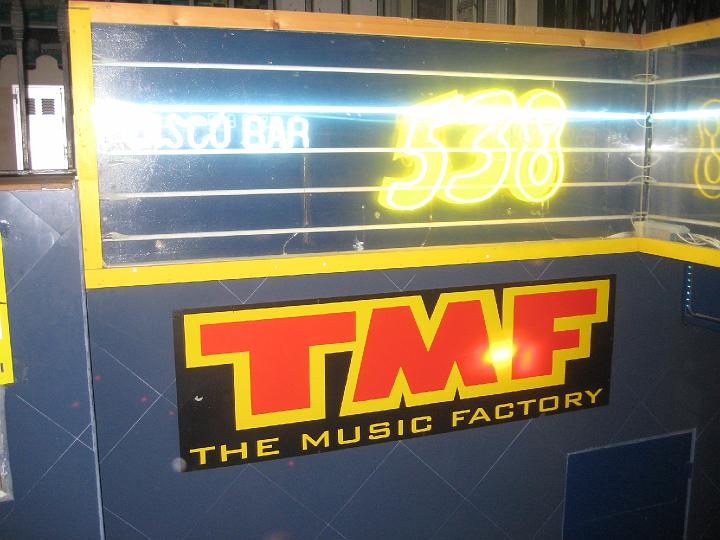 DISCO BAR
538
TMF
THE MUSIC FACTORY